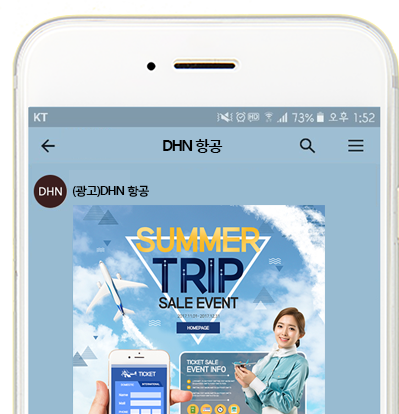 KT 73% 오후 1:52
DHN 항공
DHN (광고)DHN 항공
SUMMER
TRIP
SALE EVENT
HOMEPAGE
TICKET
TICKET SALE
EVENT INFO